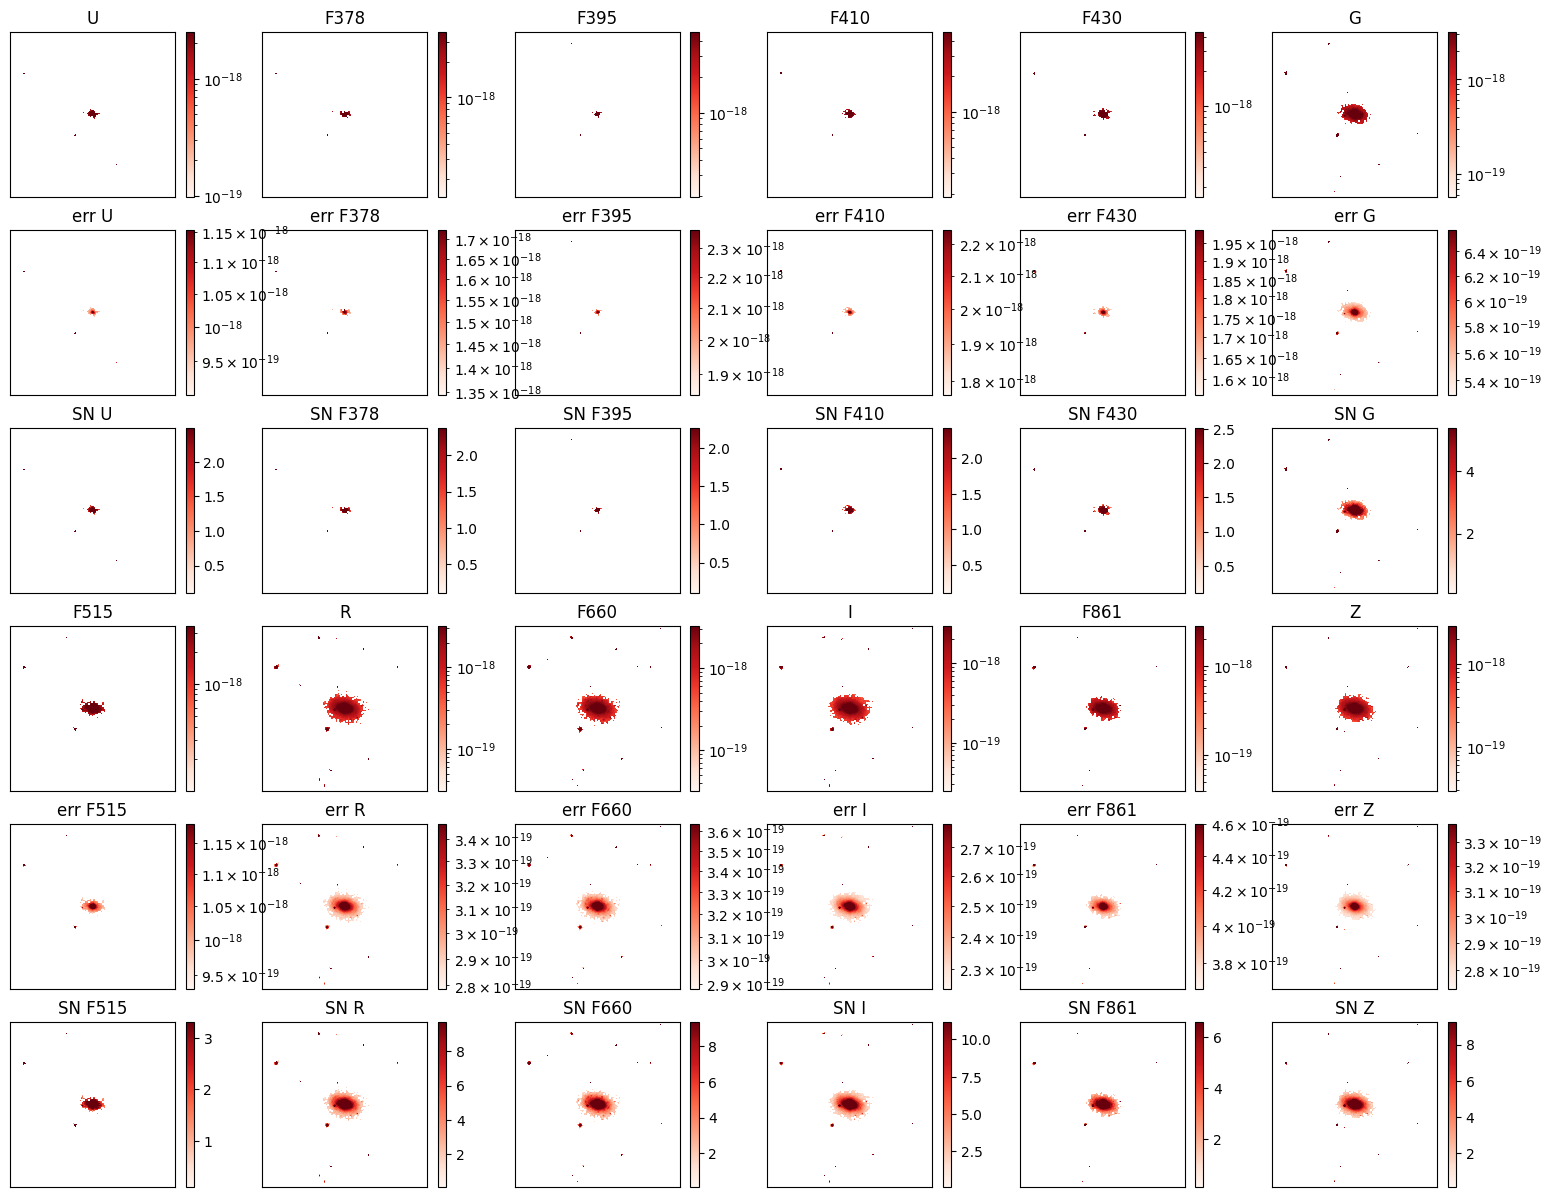 U F378 F395 F410 F430 G
10⁻¹⁸ 10⁻¹⁸ 10⁻¹⁸ 10⁻¹⁸ 10⁻¹⁸ 10⁻¹⁸
10⁻¹⁹ 10⁻¹⁹
err U err F378 err F395 err F410 err F430 err G
1.15 × 10⁻¹⁸ 1.7 × 10⁻¹⁸ 2.3 × 10⁻¹⁸ 2.2 × 10⁻¹⁸ 1.95 × 10⁻¹⁸ 6.4 × 10⁻¹⁹
1.1 × 10⁻¹⁸ 1.65 × 10⁻¹⁸ 2.2 × 10⁻¹⁸ 2.1 × 10⁻¹⁸ 1.9 × 10⁻¹⁸ 6.2 × 10⁻¹⁹
1.05 × 10⁻¹⁸ 1.6 × 10⁻¹⁸ 2.1 × 10⁻¹⁸ 2 × 10⁻¹⁸ 1.85 × 10⁻¹⁸ 6 × 10⁻¹⁹
10⁻¹⁸ 1.55 × 10⁻¹⁸ 2 × 10⁻¹⁸ 1.9 × 10⁻¹⁸ 1.8 × 10⁻¹⁸ 5.8 × 10⁻¹⁹
9.5 × 10⁻¹⁹ 1.5 × 10⁻¹⁸ 1.9 × 10⁻¹⁸ 1.8 × 10⁻¹⁸ 1.75 × 10⁻¹⁸ 5.6 × 10⁻¹⁹
1.45 × 10⁻¹⁸ 1.7 × 10⁻¹⁸ 5.4 × 10⁻¹⁹
1.4 × 10⁻¹⁸ 1.65 × 10⁻¹⁸
1.35 × 10⁻¹⁸ 1.6 × 10⁻¹⁸
SN U SN F378 SN F395 SN F410 SN F430 SN G
2.0 2.0 2.0 2.0 2.5 4
1.5 1.5 1.5 1.5 2.0 2
1.0 1.0 1.0 1.0 1.5
0.5 0.5 0.5 0.5 1.0
0.5
F515 R F660 I F861 Z
10⁻¹⁸ 10⁻¹⁸ 10⁻¹⁸ 10⁻¹⁸ 10⁻¹⁸ 10⁻¹⁸
10⁻¹⁹ 10⁻¹⁹ 10⁻¹⁹ 10⁻¹⁹ 10⁻¹⁹
err F515 err R err F660 err I err F861 err Z
1.15 × 10⁻¹⁸ 3.4 × 10⁻¹⁹ 3.6 × 10⁻¹⁹ 2.7 × 10⁻¹⁹ 4.6 × 10⁻¹⁹ 3.3 × 10⁻¹⁹
1.1 × 10⁻¹⁸ 3.3 × 10⁻¹⁹ 3.5 × 10⁻¹⁹ 2.6 × 10⁻¹⁹ 4.4 × 10⁻¹⁹ 3.2 × 10⁻¹⁹
1.05 × 10⁻¹⁸ 3.2 × 10⁻¹⁹ 3.4 × 10⁻¹⁹ 2.5 × 10⁻¹⁹ 4.2 × 10⁻¹⁹ 3.1 × 10⁻¹⁹
10⁻¹⁸ 3.1 × 10⁻¹⁹ 3.3 × 10⁻¹⁹ 2.4 × 10⁻¹⁹ 4 × 10⁻¹⁹ 3 × 10⁻¹⁹
9.5 × 10⁻¹⁹ 3 × 10⁻¹⁹ 3.2 × 10⁻¹⁹ 2.3 × 10⁻¹⁹ 3.8 × 10⁻¹⁹ 2.9 × 10⁻¹⁹
2.9 × 10⁻¹⁹ 3.1 × 10⁻¹⁹ 2.8 × 10⁻¹⁹
2.8 × 10⁻¹⁹ 3 × 10⁻¹⁹
2.9 × 10⁻¹⁹
SN F515 SN R SN F660 SN I SN F861 SN Z
3 8 8 10.0 6 8
2 6 6 7.5 4 6
1 4 4 5.0 2 4
2 2 2.5 2